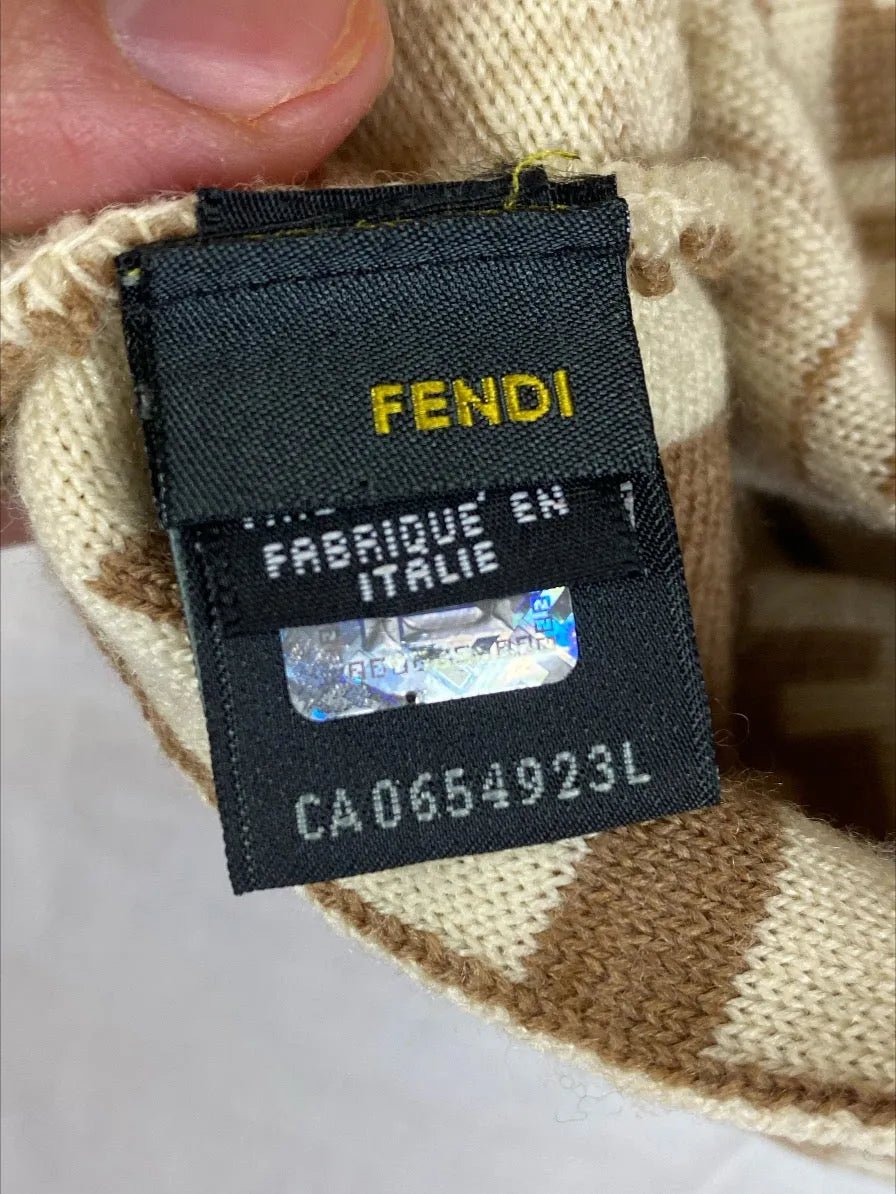 FENDI
FABRIQUÉ EN
ITALIE
CA0654923L